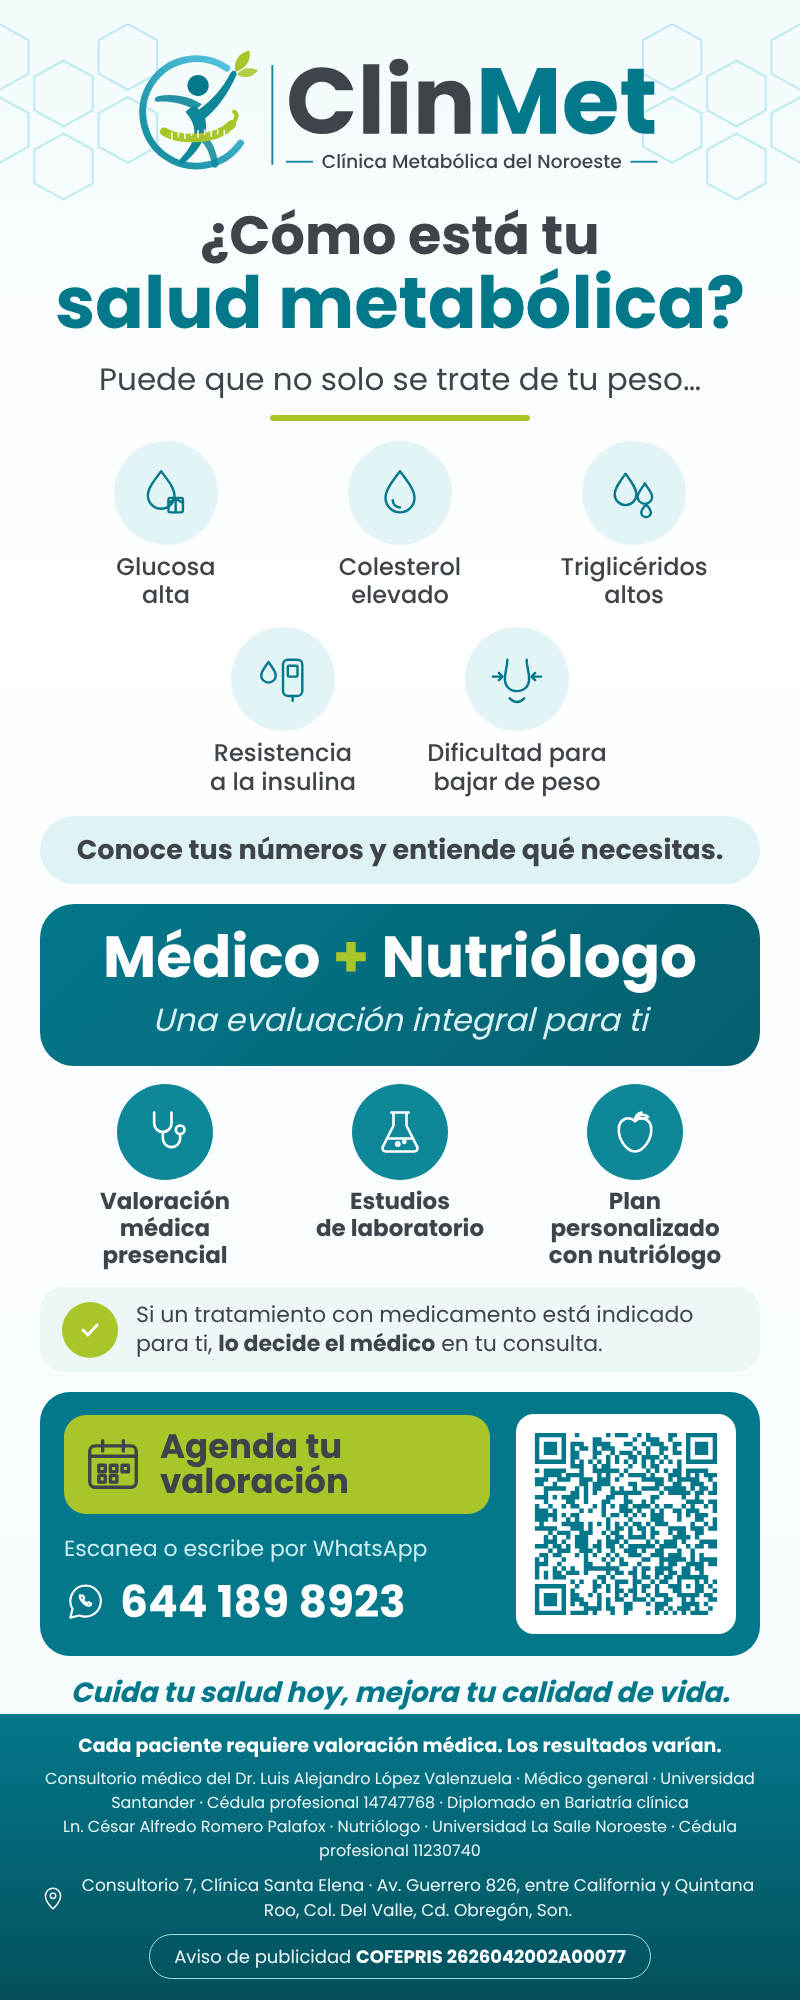 ClinMet
Clínica Metabólica del Noroeste
¿Cómo está tu
salud metabólica?
Puede que no solo se trate de tu peso...
Glucosa
alta
Colesterol
elevado
Triglicéridos
altos
Resistencia
a la insulina
Dificultad para
bajar de peso
Conoce tus números y entiende qué necesitas.
Médico + Nutriólogo
Una evaluación integral para ti
Valoración
médica
presencial
Estudios
de laboratorio
Plan
personalizado
con nutriólogo
Si un tratamiento con medicamento está indicado
para ti, lo decide el médico en tu consulta.
Agenda tu
valoración
Escanea o escribe por WhatsApp
644 189 8923
Cuida tu salud hoy, mejora tu calidad de vida.
Cada paciente requiere valoración médica. Los resultados varían.
Consultorio médico del Dr. Luis Alejandro López Valenzuela · Médico general · Universidad
Santander · Cédula profesional 14747768 · Diplomado en Bariatría clínica
Ln. César Alfredo Romero Palafox · Nutriólogo · Universidad La Salle Noroeste · Cédula
profesional 11230740
Consultorio 7, Clínica Santa Elena · Av. Guerrero 826, entre California y Quintana
Roo, Col. Del Valle, Cd. Obregón, Son.
Aviso de publicidad COFEPRIS 2626042002A00077